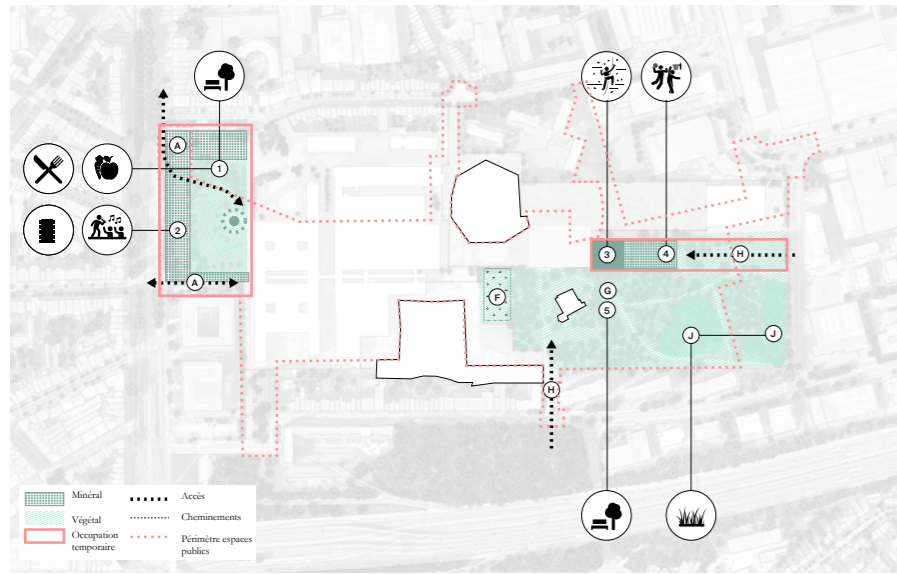 A
1
2
A
3
4
H
F
G
5
J
J
H
Minéral
Végétal
Occupation
temporaire
Accès
Cheminements
Périmètre espaces
publics